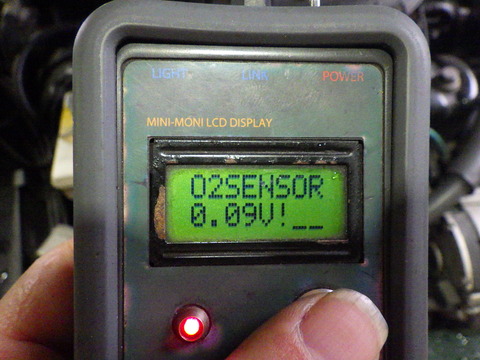 LIGHT LINK POWER
MINI-MONI LCD DISPLAY
O2SENSOR
0.09V!__